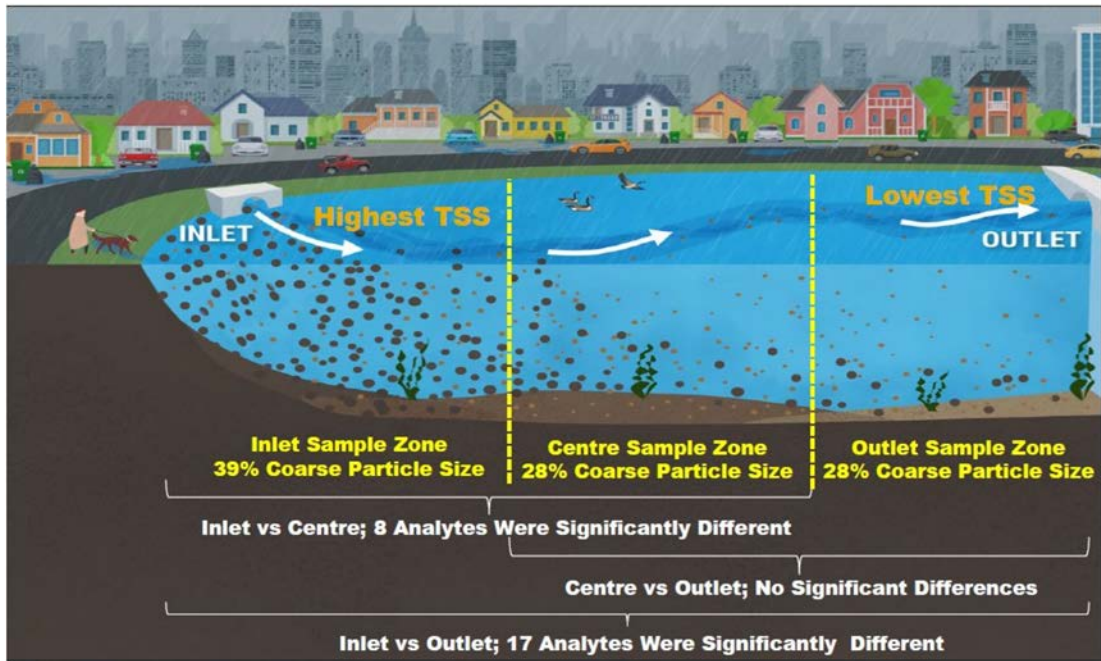 Highest TSS
Lowest TSS
INLET
OUTLET
Inlet Sample Zone
39% Coarse Particle Size
Centre Sample Zone
28% Coarse Particle Size
Outlet Sample Zone
28% Coarse Particle Size
Inlet vs Centre; 8 Analytes Were Significantly Different
Centre vs Outlet; No Significant Differences
Inlet vs Outlet; 17 Analytes Were Significantly Different